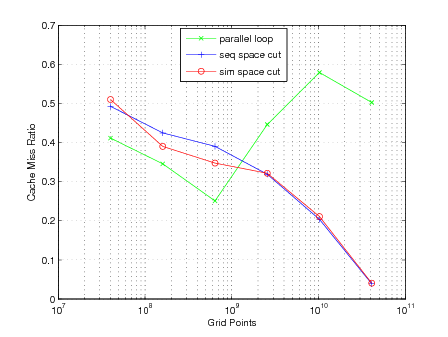 0.7
0.6
0.5
0.4
0.3
0.2
0.1
0
Cache Miss Ratio
parallel loop
seq space cut
sim space cut
10^7 10^8 10^9 10^10 10^11
Grid Points